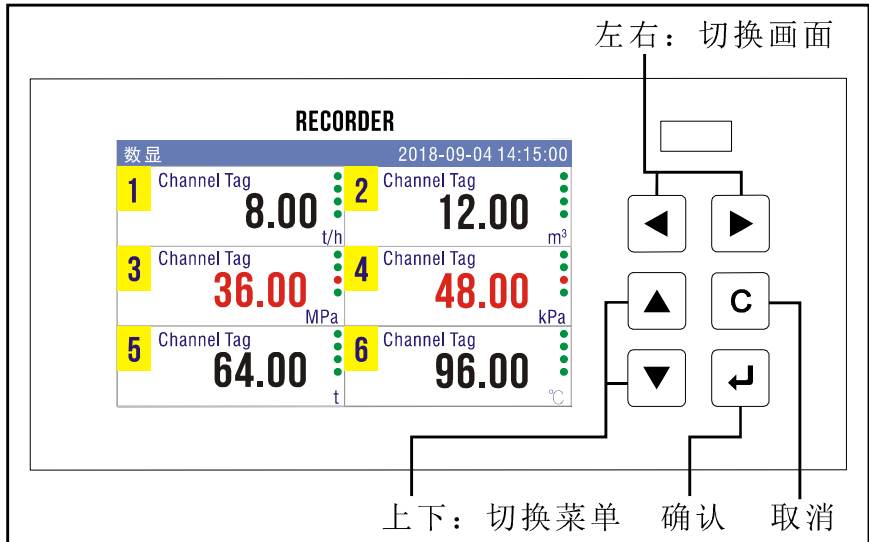 左右：切换画面
RECORDER
数显 2018-09-04 14:15:00
1 Channel Tag 8.00 t/h
2 Channel Tag 12.00 m³
3 Channel Tag 36.00 MPa
4 Channel Tag 48.00 kPa
5 Channel Tag 64.00 t
6 Channel Tag 96.00 ℃
C
上下：切换菜单 确认 取消